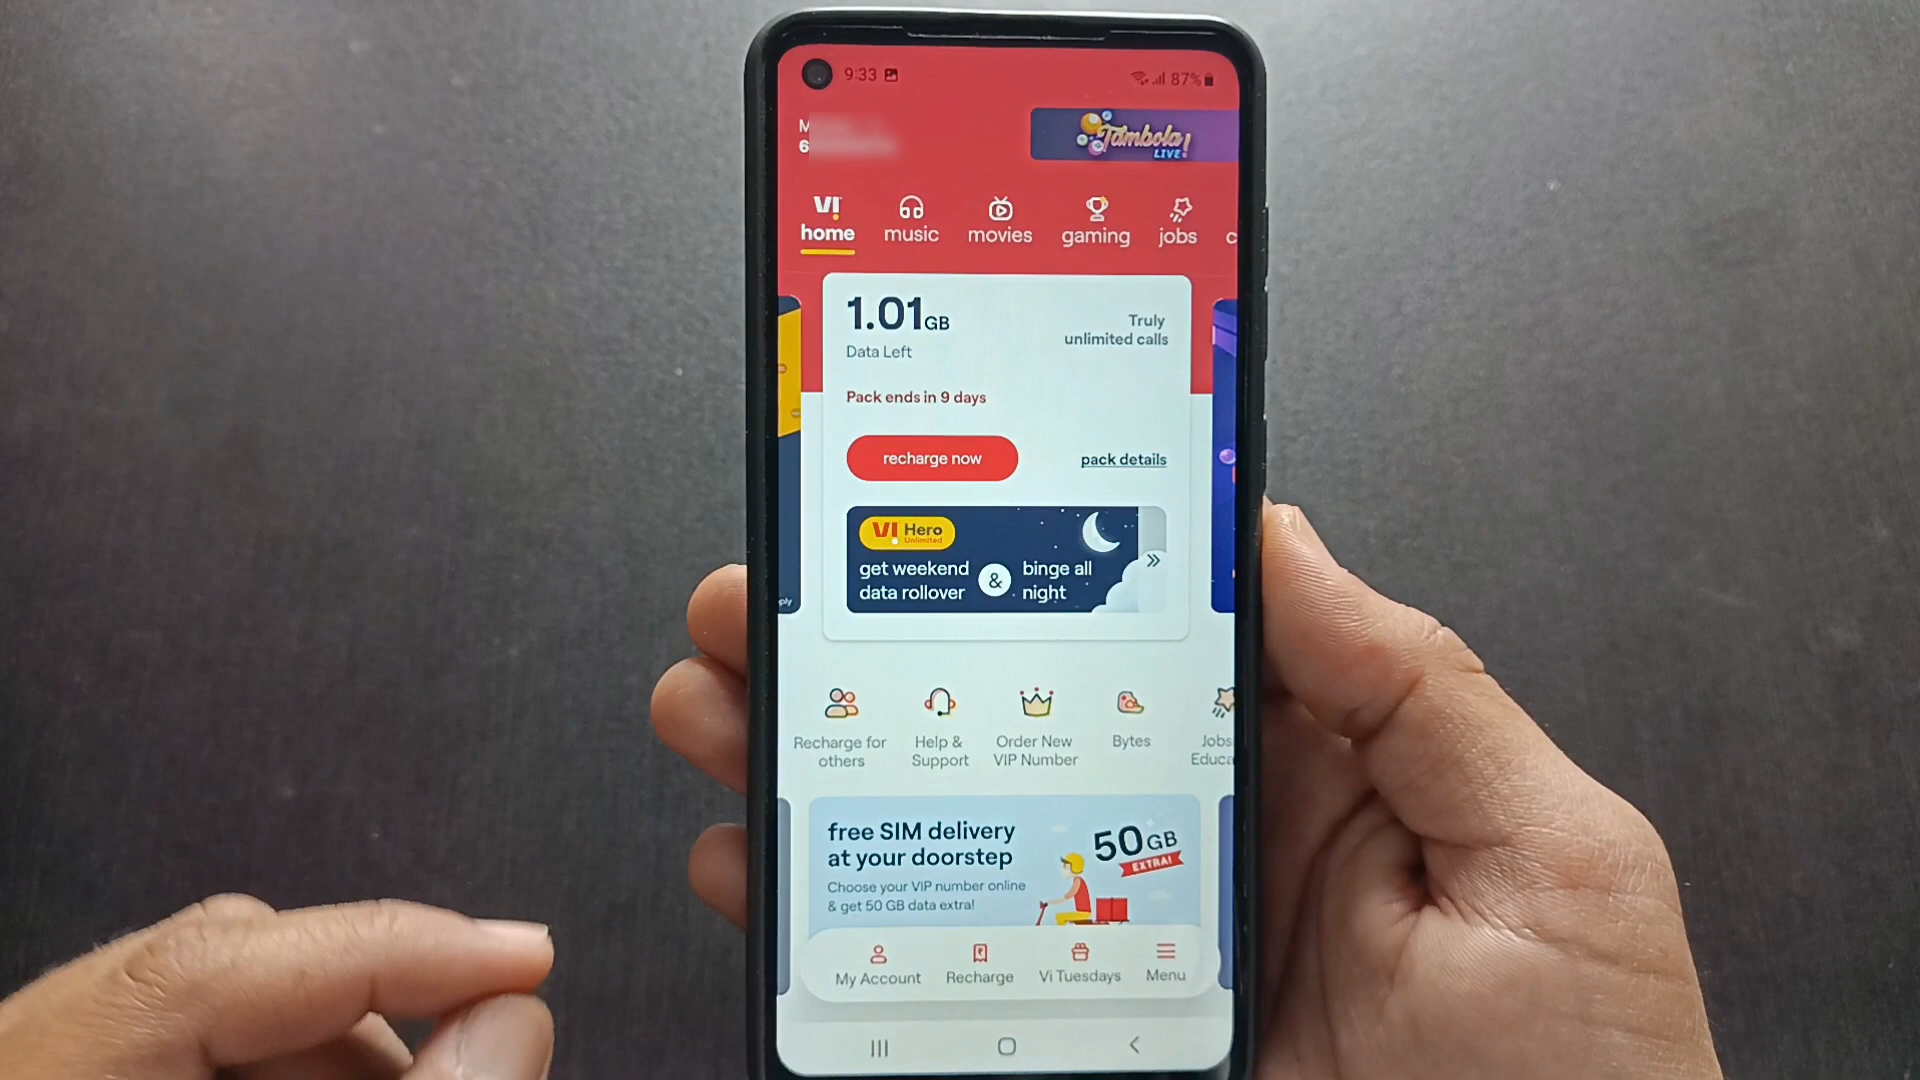 9:33
87%
M
6
Tambola!
LIVE!
VI
home
music
movies
gaming
jobs
c
1.01GB
Data Left
Truly
unlimited calls
Pack ends in 9 days
recharge now
pack details
VI Hero
Unlimited
get weekend
data rollover
&
binge all
night
ply
Recharge for
others
Help &
Support
Order New
VIP Number
Bytes
Jobs
Educa
free SIM delivery
at your doorstep
50GB
EXTRA!
Choose your VIP number online
& get 50 GB data extra!
My Account
Recharge
Vi Tuesdays
Menu